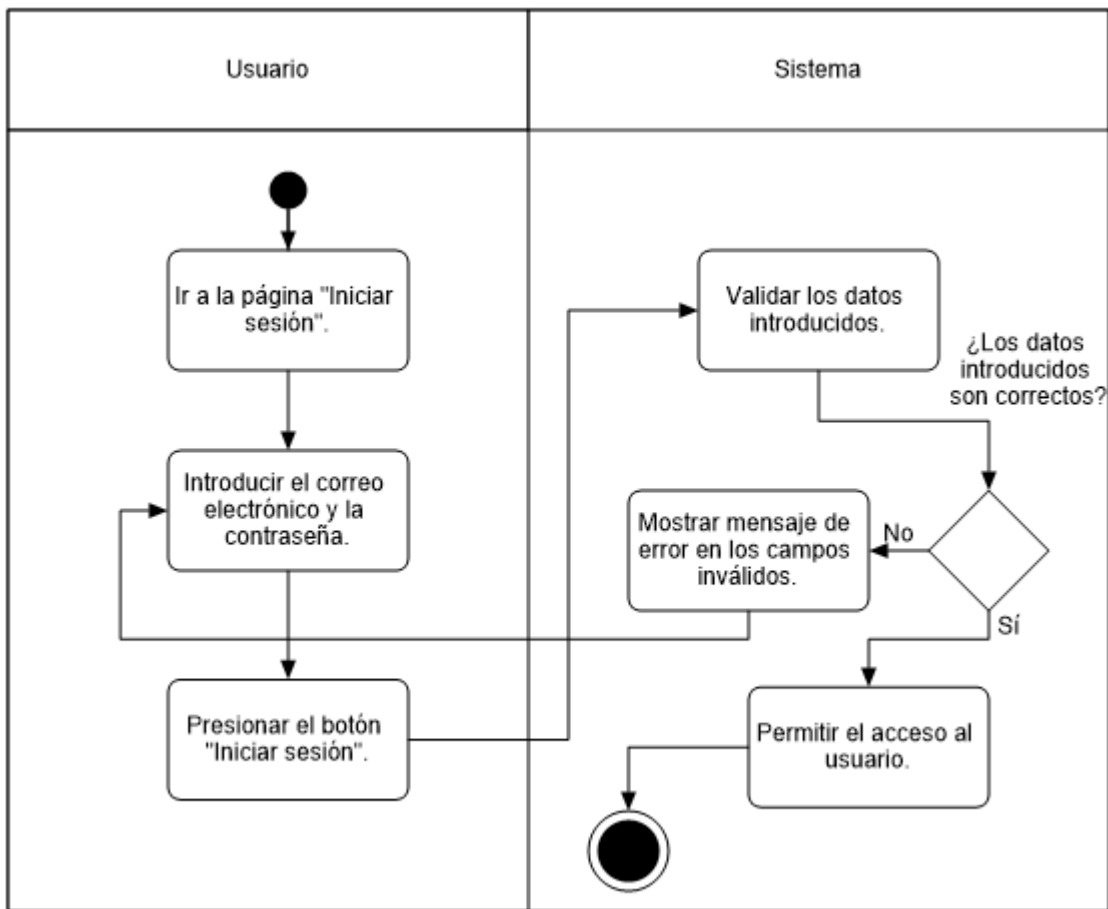 Usuario
Sistema
Ir a la página "Iniciar
sesión".
Validar los datos
introducidos.
¿Los datos
introducidos
son correctos?
Introducir el correo
electrónico y la
contraseña.
Mostrar mensaje de
error en los campos
inválidos.
No
Sí
Presionar el botón
"Iniciar sesión".
Permitir el acceso al
usuario.